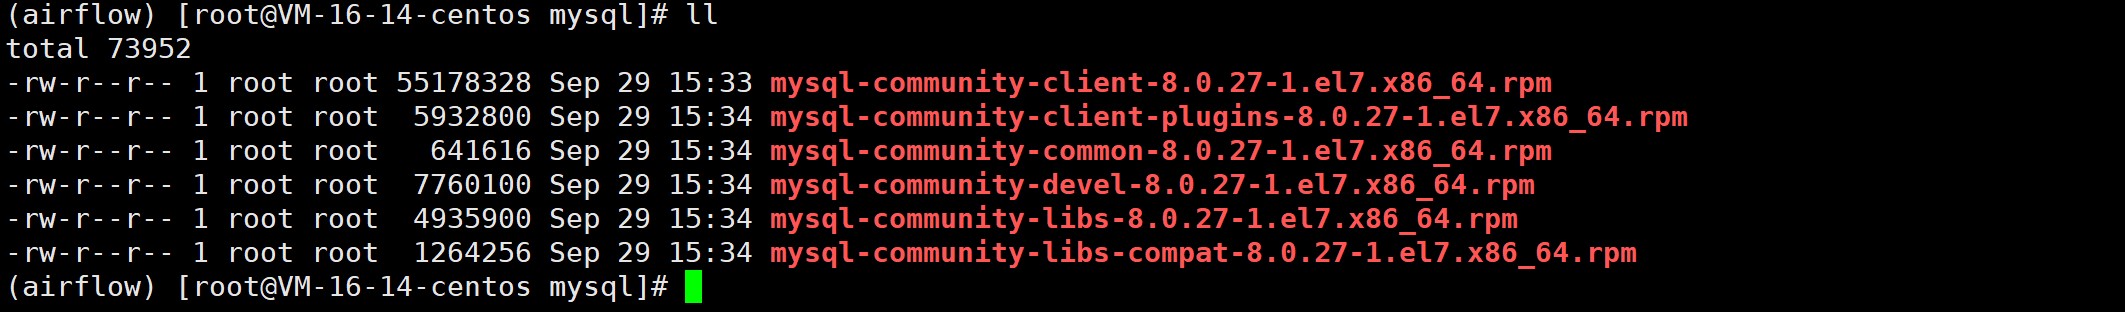 (airflow) [root@VM-16-14-centos mysql]# ll
total 73952
-rw-r--r-- 1 root root 55178328 Sep 29 15:33 mysql-community-client-8.0.27-1.el7.x86_64.rpm
-rw-r--r-- 1 root root  5932800 Sep 29 15:34 mysql-community-client-plugins-8.0.27-1.el7.x86_64.rpm
-rw-r--r-- 1 root root   641616 Sep 29 15:34 mysql-community-common-8.0.27-1.el7.x86_64.rpm
-rw-r--r-- 1 root root  7760100 Sep 29 15:34 mysql-community-devel-8.0.27-1.el7.x86_64.rpm
-rw-r--r-- 1 root root  4935900 Sep 29 15:34 mysql-community-libs-8.0.27-1.el7.x86_64.rpm
-rw-r--r-- 1 root root  1264256 Sep 29 15:34 mysql-community-libs-compat-8.0.27-1.el7.x86_64.rpm
(airflow) [root@VM-16-14-centos mysql]#